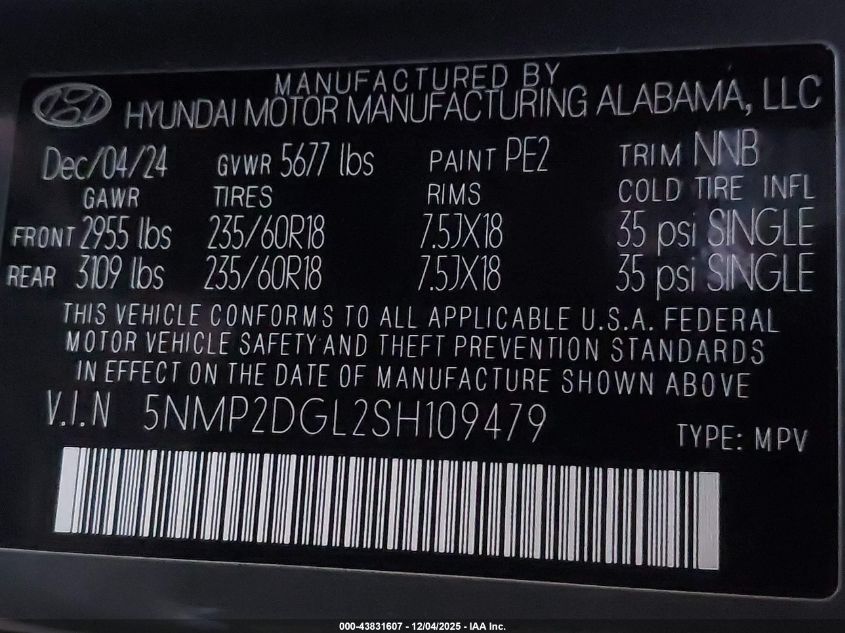 MANUFACTURED BY
HYUNDAI MOTOR MANUFACTURING ALABAMA, LLC
Dec/04/24 GVWR 5677 lbs PAINT PE2 TRIM NNB
GAWR TIRES RIMS COLD TIRE INFL
FRONT 2955 lbs 235/60R18 7.5JX18 35 psi SINGLE
REAR 3109 lbs 235/60R18 7.5JX18 35 psi SINGLE
THIS VEHICLE CONFORMS TO ALL APPLICABLE U.S.A. FEDERAL
MOTOR VEHICLE SAFETY AND THEFT PREVENTION STANDARDS
IN EFFECT ON THE DATE OF MANUFACTURE SHOWN ABOVE
V.I.N 5NMP2DGL2SH109479 TYPE: MPV
000-43831607 - 12/04/2025 - IAA Inc.